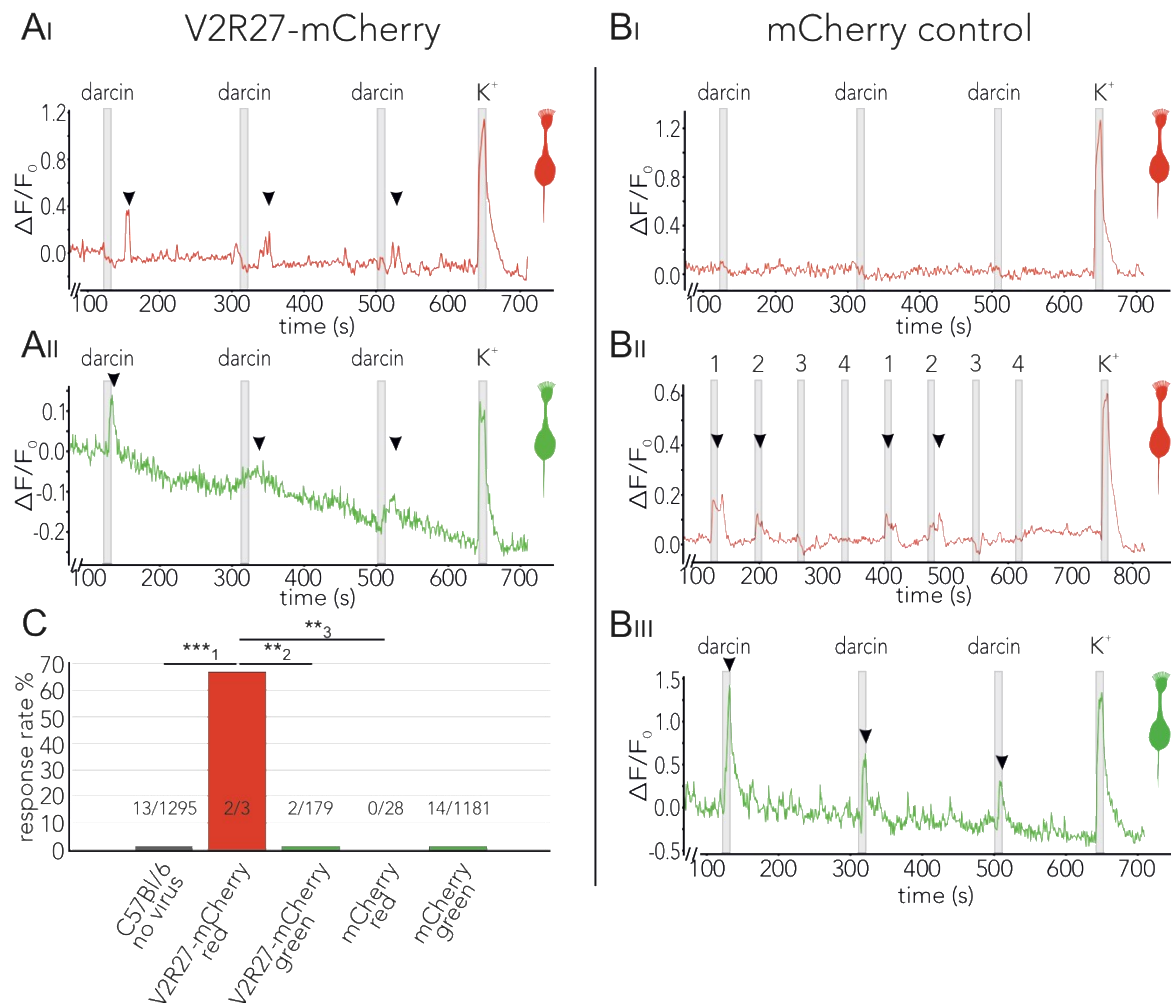 AI V2R27-mCherry
darcin darcin darcin K⁺
1.2
0.8
0.4
0.0
ΔF/F₀
100 200 300 400 500 600 700
time (s)
AII
darcin darcin darcin K⁺
0.1
0.0
-0.1
-0.2
ΔF/F₀
100 200 300 400 500 600 700
time (s)
C
***₁ **₂ **₃
response rate %
70
60
50
40
30
20
10
0
13/1295 2/3 2/179 0/28 14/1181
C57Bl/6
no virus
V2R27-mCherry
red
V2R27-mCherry
green
mCherry
red
mCherry
green
BI mCherry control
darcin darcin darcin K⁺
1.2
0.8
0.4
0.0
ΔF/F₀
100 200 300 400 500 600 700
time (s)
BII
1 2 3 4 1 2 3 4 K⁺
0.6
0.4
0.2
0.0
ΔF/F₀
100 200 300 400 500 600 700 800
time (s)
BIII
darcin darcin darcin K⁺
1.5
1.0
0.5
0.0
-0.5
ΔF/F₀
100 200 300 400 500 600 700
time (s)